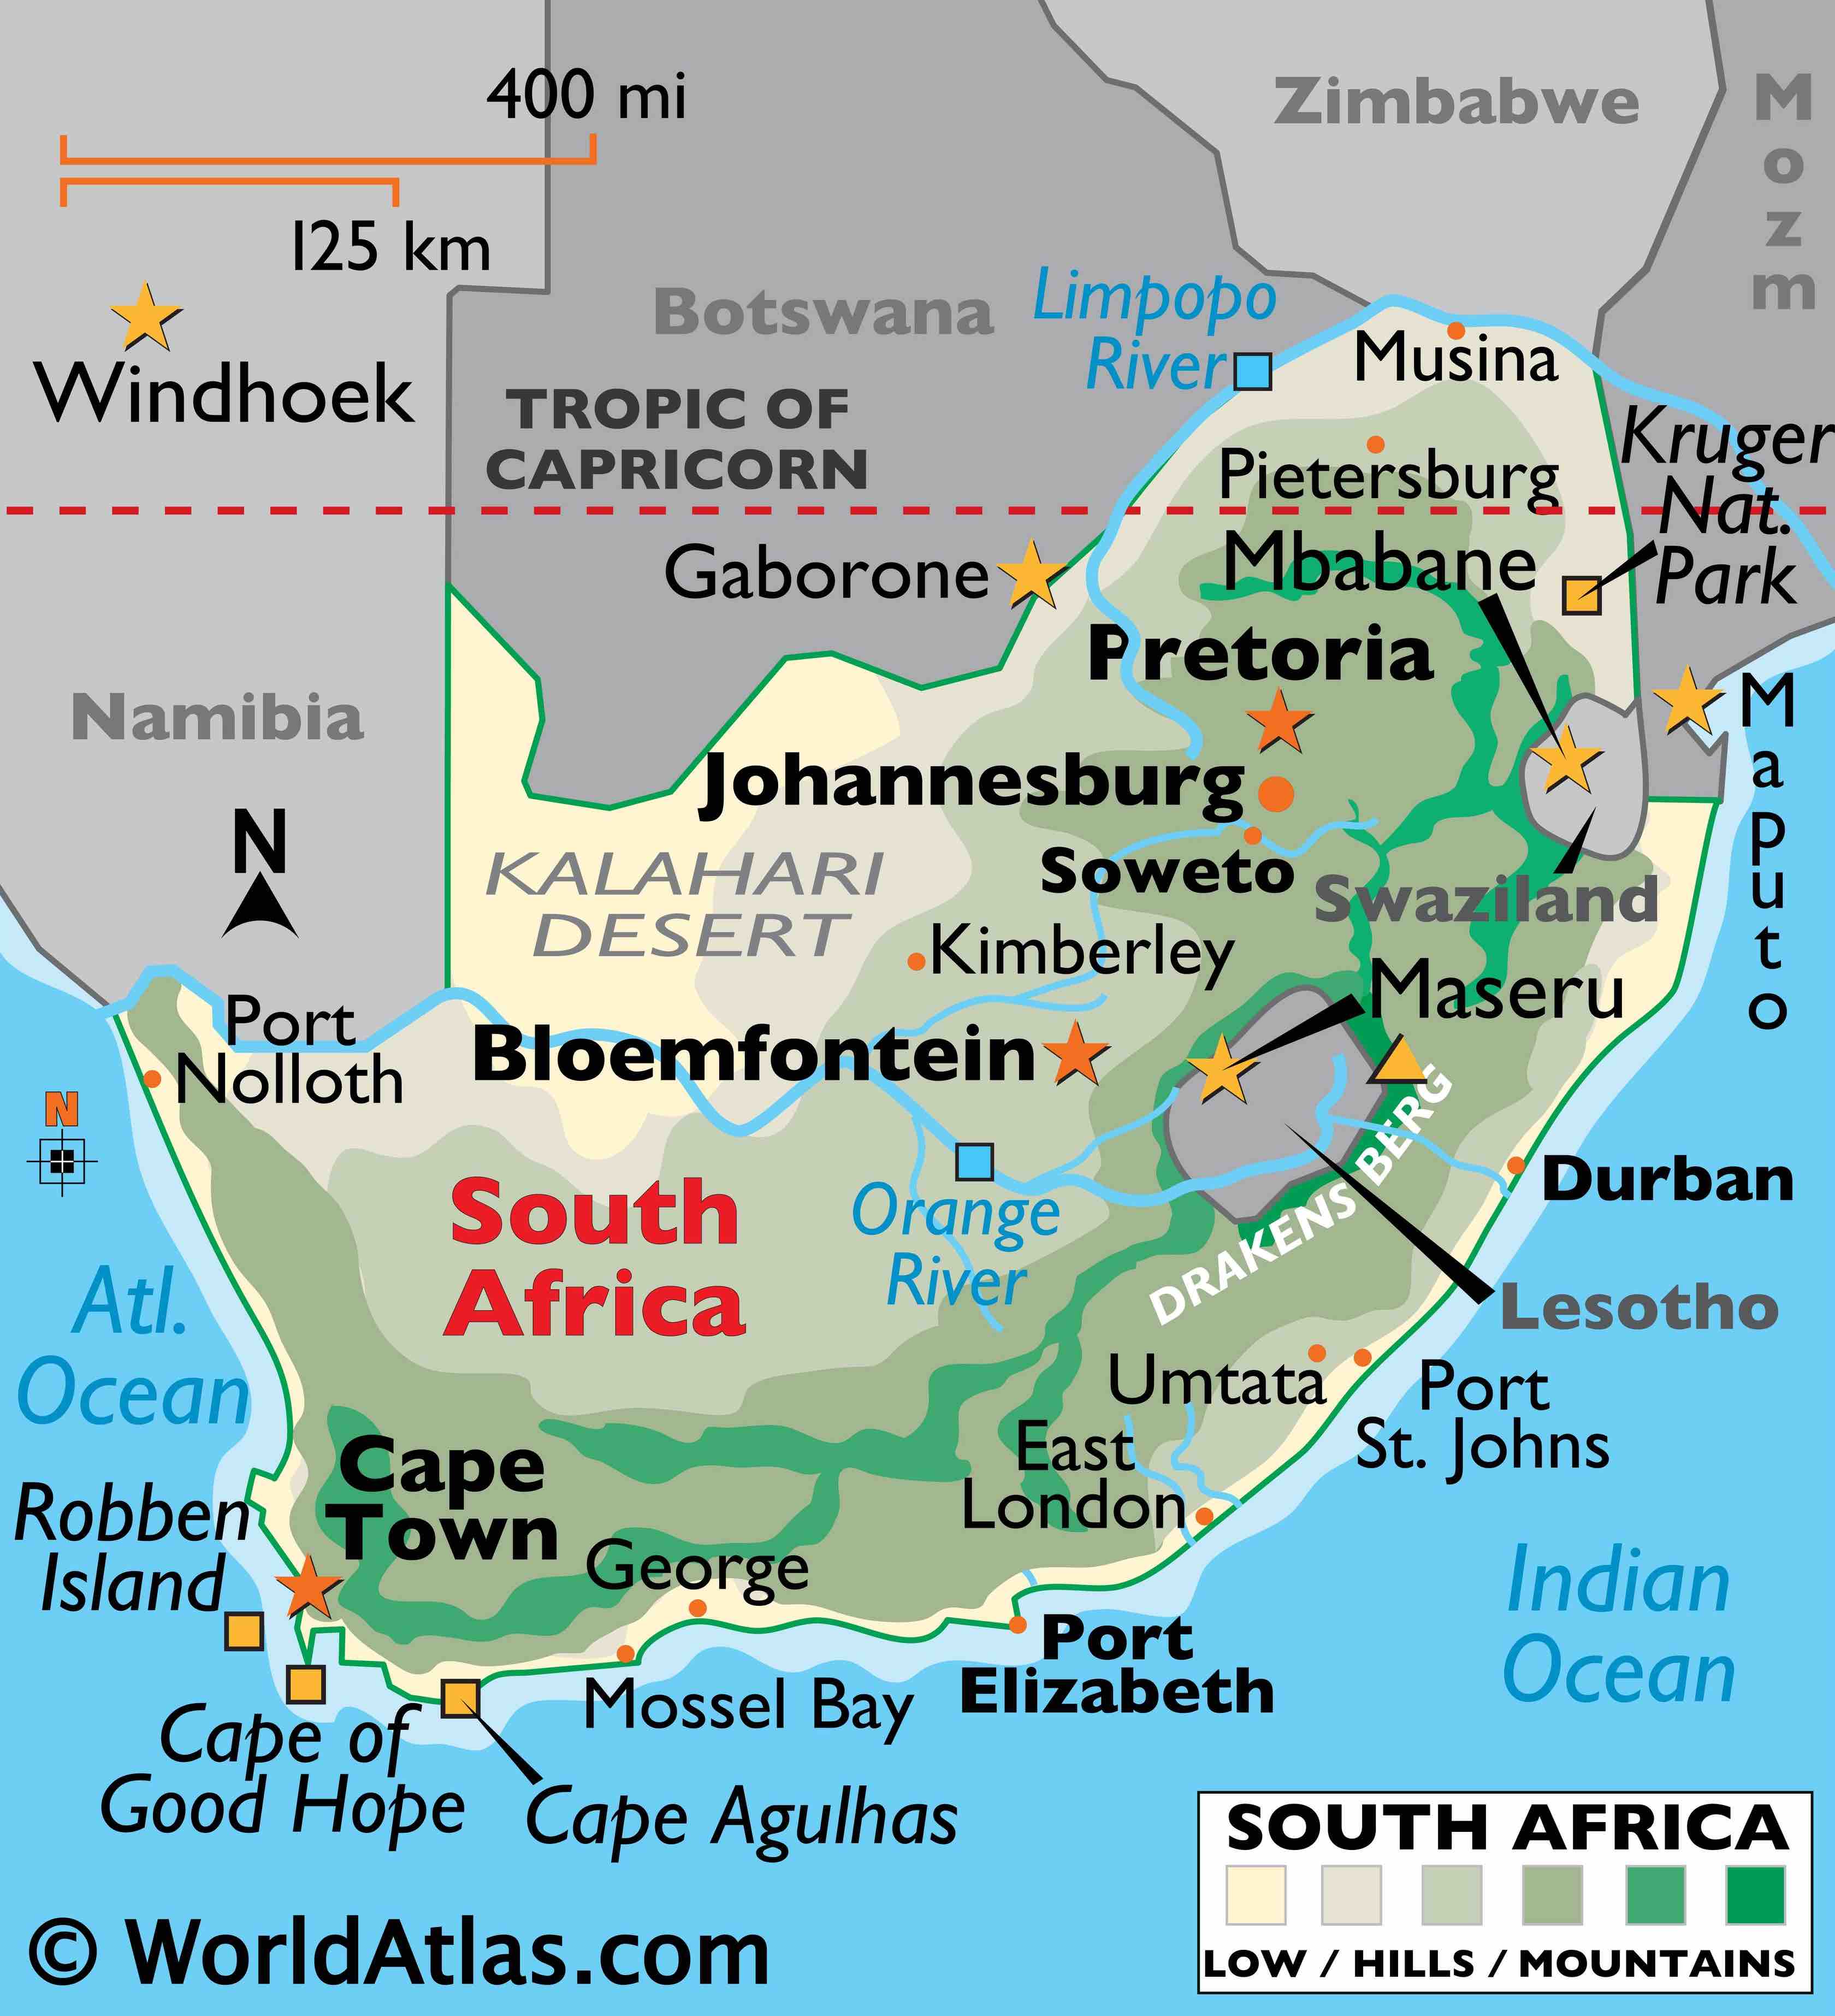 400 mi
125 km
Windhoek
Zimbabwe
M
o
z
m
Botswana
Limpopo
River
Musina
TROPIC OF
CAPRICORN
Pietersburg
Kruger
Nat.
Park
Gaborone
Mbabane
Pretoria
Namibia
Johannesburg
M
a
p
u
t
o
N
KALAHARI
DESERT
Soweto
Swaziland
Kimberley
Maseru
Port
Nolloth
Bloemfontein
N
DRAKENS BERG
Durban
South
Africa
Orange
River
Lesotho
Atl.
Ocean
Umtata
Port
St. Johns
East
London
Cape
Town
Robben
Island
George
Indian
Ocean
Port
Elizabeth
Mossel Bay
Cape of
Good Hope
Cape Agulhas
SOUTH AFRICA
LOW / HILLS / MOUNTAINS
© WorldAtlas.com